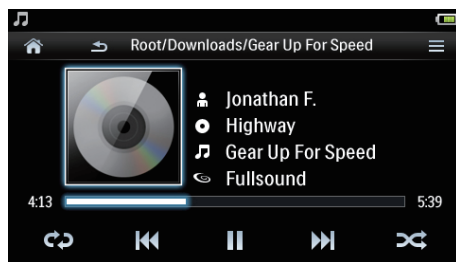 Root/Downloads/Gear Up For Speed
Jonathan F.
Highway
Gear Up For Speed
Fullsound
4:13
5:39